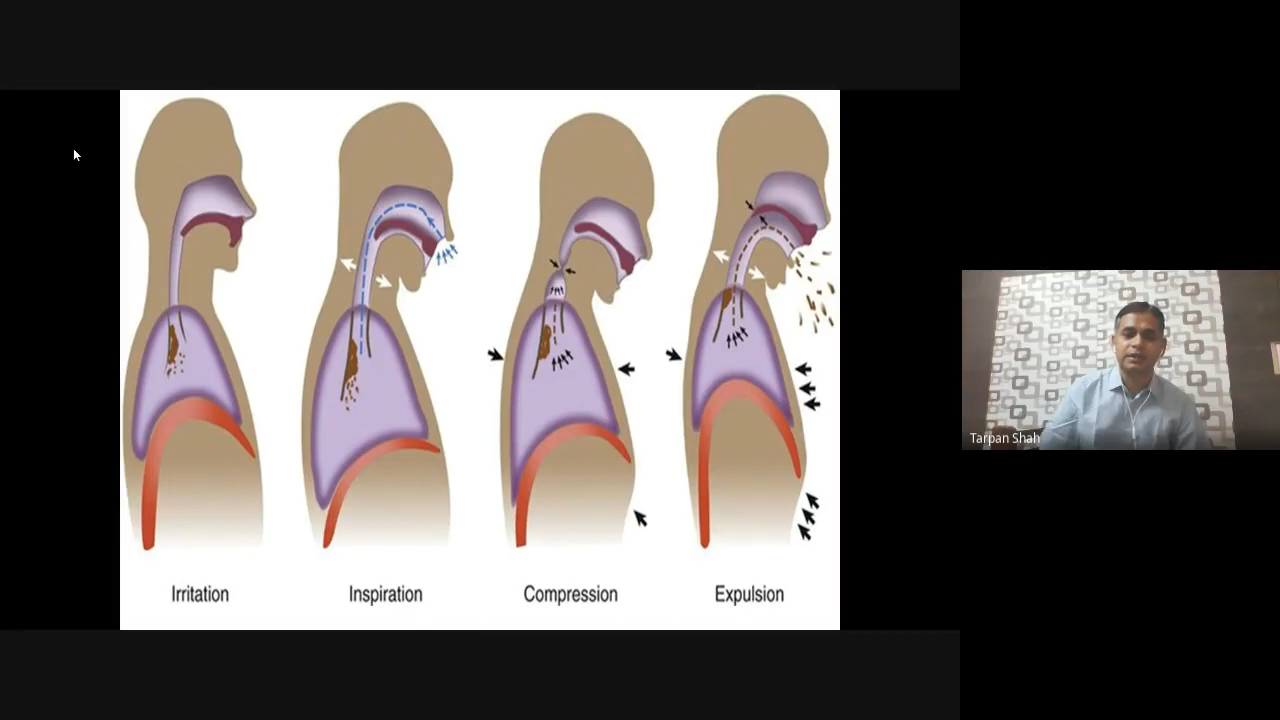 Irritation
Inspiration
Compression
Expulsion
Tarpan Shah